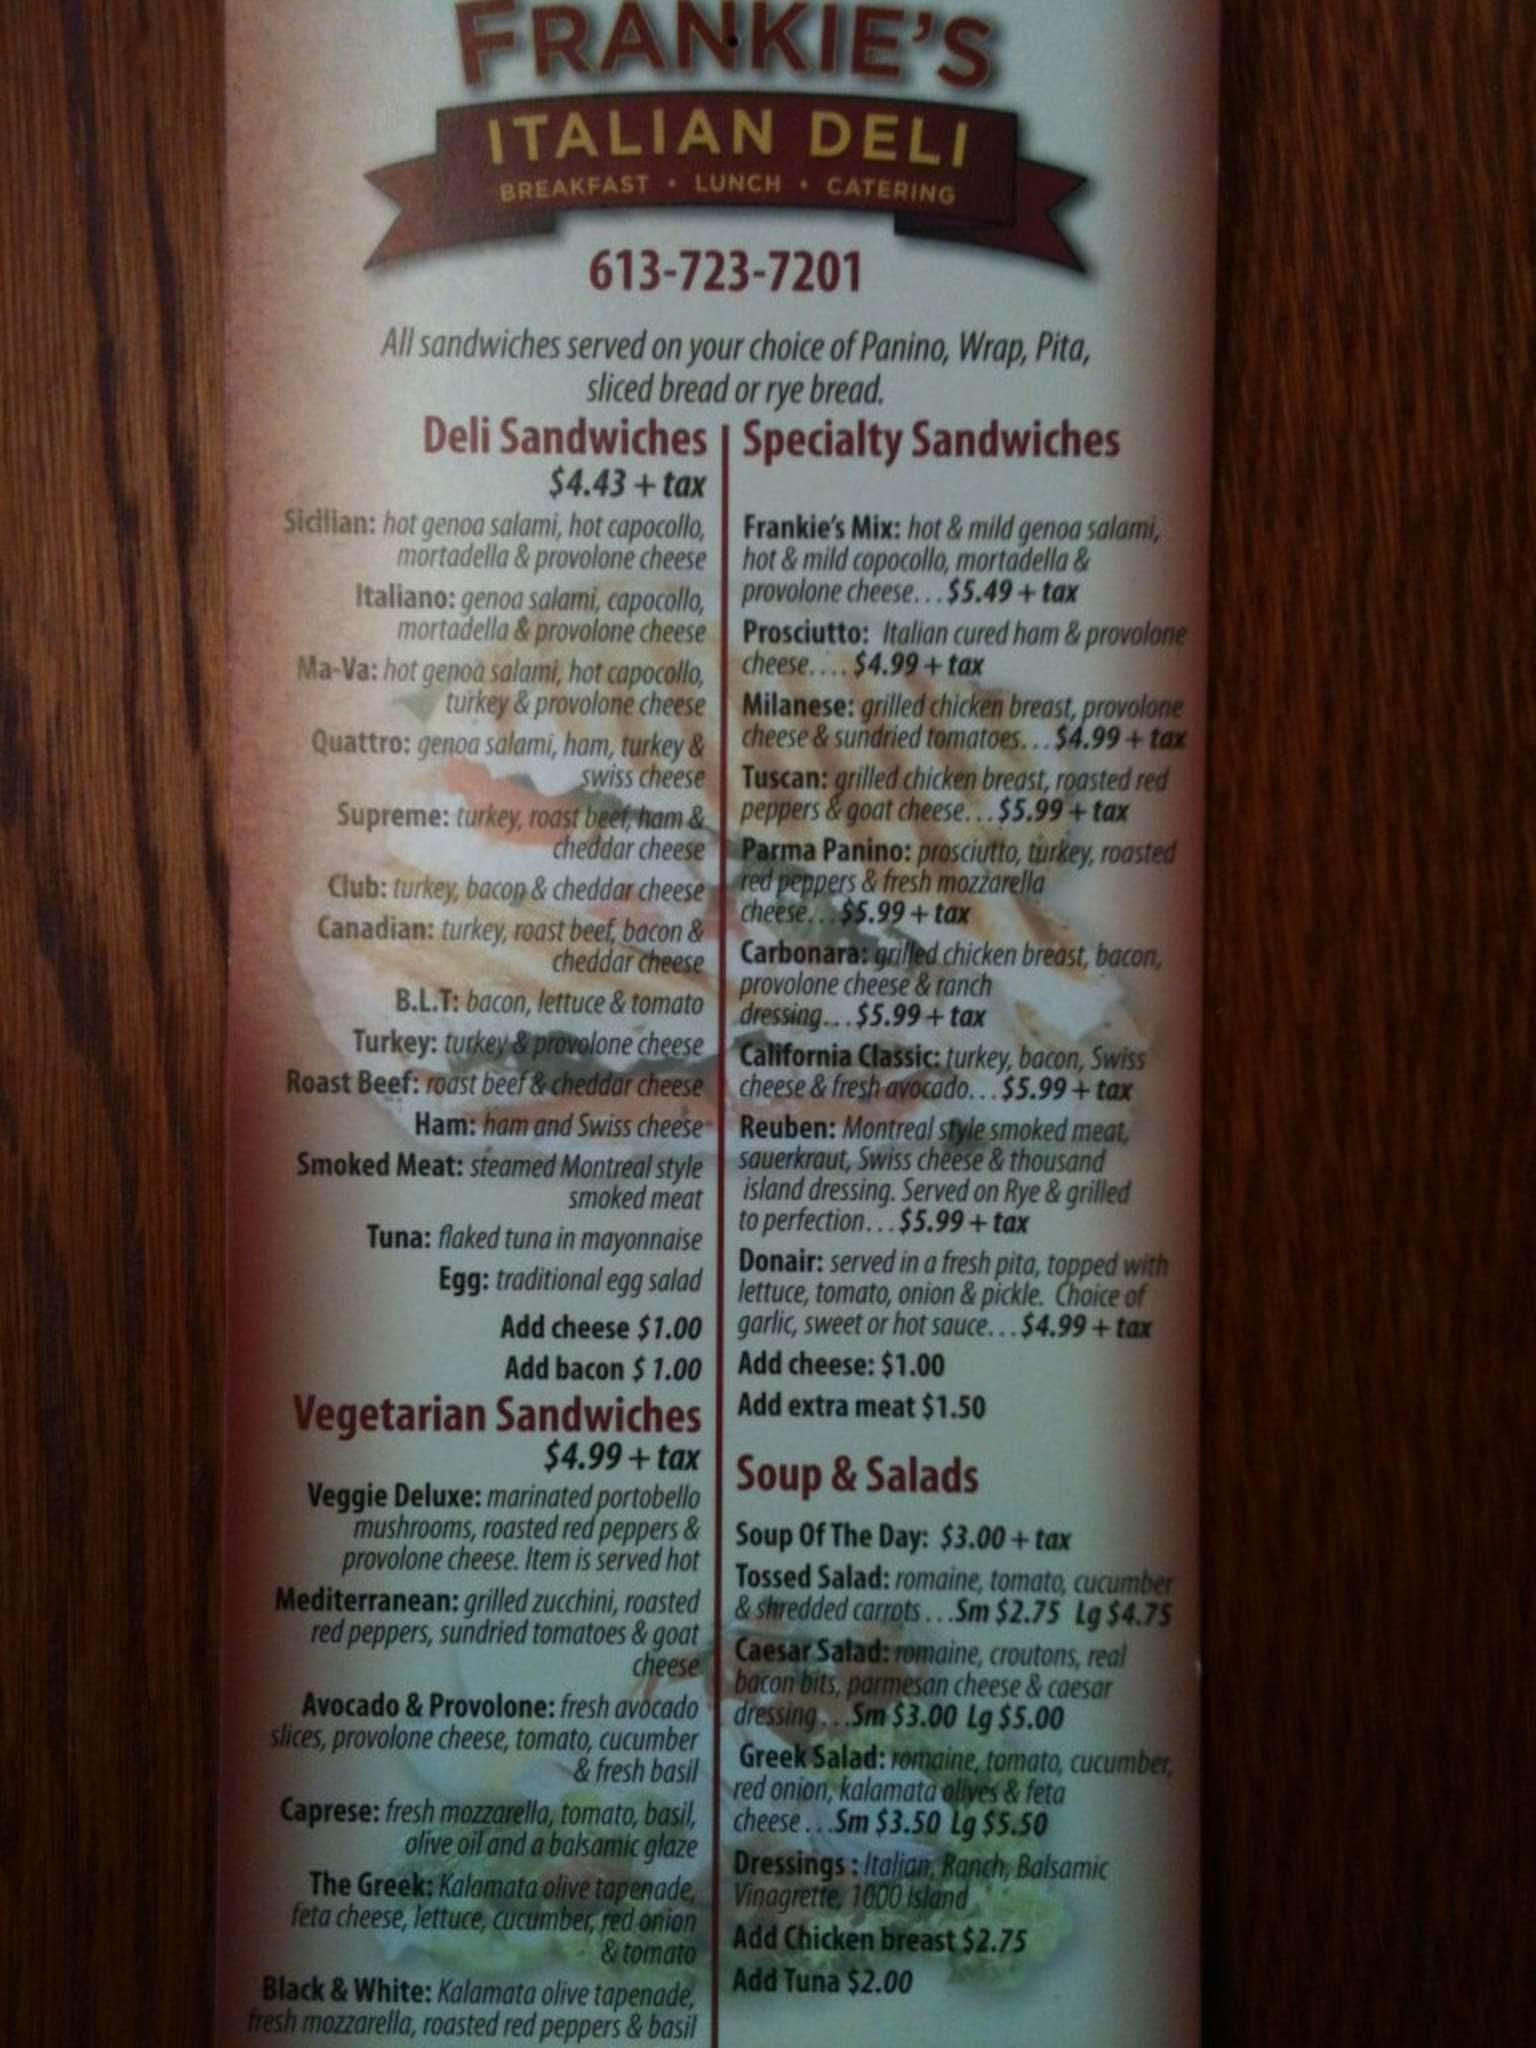 FRANKIE'S
ITALIAN DELI
BREAKFAST • LUNCH • CATERING
613-723-7201
All sandwiches served on your choice of Panino, Wrap, Pita,
sliced bread or rye bread.
Deli Sandwiches
$4.43 + tax
Sicilian: hot genoa salami, hot capocollo,
mortadella & provolone cheese
Italiano: genoa salami, capocollo,
mortadella & provolone cheese
Ma-Va: hot genoa salami, hot capocollo,
turkey & provolone cheese
Quattro: genoa salami, ham, turkey &
swiss cheese
Supreme: turkey, roast beef, ham &
cheddar cheese
Club: turkey, bacon & cheddar cheese
Canadian: turkey, roast beef, bacon &
cheddar cheese
B.L.T: bacon, lettuce & tomato
Turkey: turkey & provolone cheese
Roast Beef: roast beef & cheddar cheese
Ham: ham and Swiss cheese
Smoked Meat: steamed Montreal style
smoked meat
Tuna: flaked tuna in mayonnaise
Egg: traditional egg salad
Add cheese $1.00
Add bacon $ 1.00
Vegetarian Sandwiches
$4.99 + tax
Veggie Deluxe: marinated portobello
mushrooms, roasted red peppers &
provolone cheese. Item is served hot
Mediterranean: grilled zucchini, roasted
red peppers, sundried tomatoes & goat
cheese
Avocado & Provolone: fresh avocado
slices, provolone cheese, tomato, cucumber
& fresh basil
Caprese: fresh mozzarella, tomato, basil,
olive oil and a balsamic glaze
The Greek: Kalamata olive tapenade,
feta cheese, lettuce, cucumber, red onion
& tomato
Black & White: Kalamata olive tapenade,
fresh mozzarella, roasted red peppers & basil
Specialty Sandwiches
Frankie's Mix: hot & mild genoa salami,
hot & mild copocollo, mortadella &
provolone cheese... $5.49 + tax
Prosciutto: Italian cured ham & provolone
cheese.... $4.99 + tax
Milanese: grilled chicken breast, provolone
cheese & sundried tomatoes... $4.99 + tax
Tuscan: grilled chicken breast, roasted red
peppers & goat cheese... $5.99 + tax
Parma Panino: prosciutto, turkey, roasted
red peppers & fresh mozzarella
cheese... $5.99 + tax
Carbonara: grilled chicken breast, bacon,
provolone cheese & ranch
dressing... $5.99 + tax
California Classic: turkey, bacon, Swiss
cheese & fresh avocado... $5.99 + tax
Reuben: Montreal style smoked meat,
sauerkraut, Swiss cheese & thousand
island dressing. Served on Rye & grilled
to perfection... $5.99 + tax
Donair: served in a fresh pita, topped with
lettuce, tomato, onion & pickle. Choice of
garlic, sweet or hot sauce... $4.99 + tax
Add cheese: $1.00
Add extra meat $1.50
Soup & Salads
Soup Of The Day: $3.00 + tax
Tossed Salad: romaine, tomato, cucumber
& shredded carrots ...Sm $2.75 Lg $4.75
Caesar Salad: romaine, croutons, real
bacon bits, parmesan cheese & caesar
dressing...Sm $3.00 Lg $5.00
Greek Salad: romaine, tomato, cucumber,
red onion, kalamata olives & feta
cheese ...Sm $3.50 Lg $5.50
Dressings : Italian, Ranch, Balsamic
Vinagrette, 1000 Island
Add Chicken breast $2.75
Add Tuna $2.00